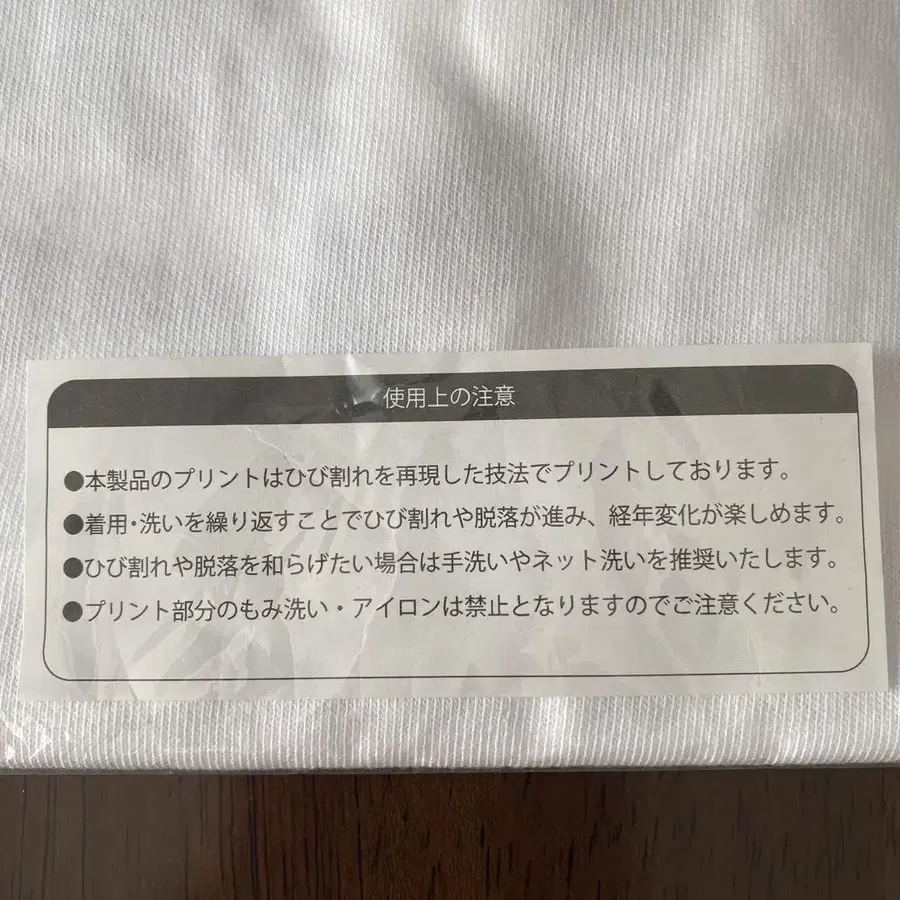 使用上の注意
●本製品のプリントはひび割れを再現した技法でプリントしております。
●着用・洗いを繰り返すことでひび割れや脱落が進み、経年変化が楽しめます。
●ひび割れや脱落を和らげたい場合は手洗いやネット洗いを推奨いたします。
●プリント部分のもみ洗い・アイロンは禁止となりますのでご注意ください。